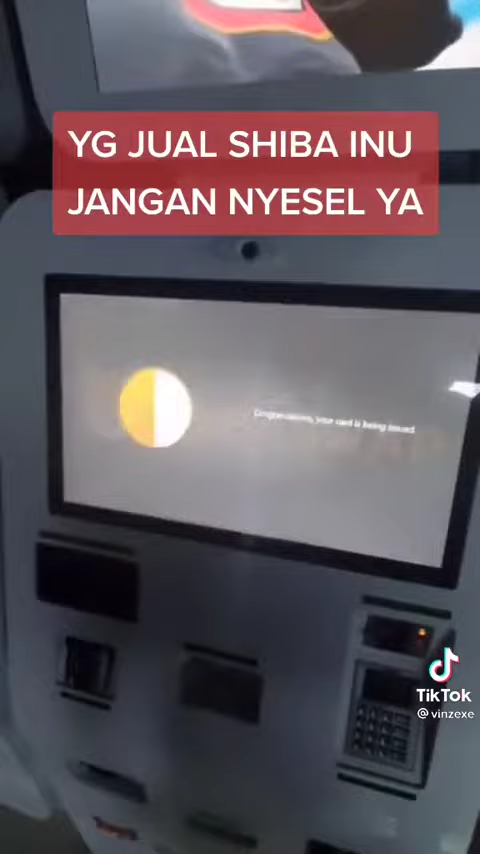 YG JUAL SHIBA INU
JANGAN NYESEL YA
Congratulations, your card is being issued
TikTok
@vinzexe